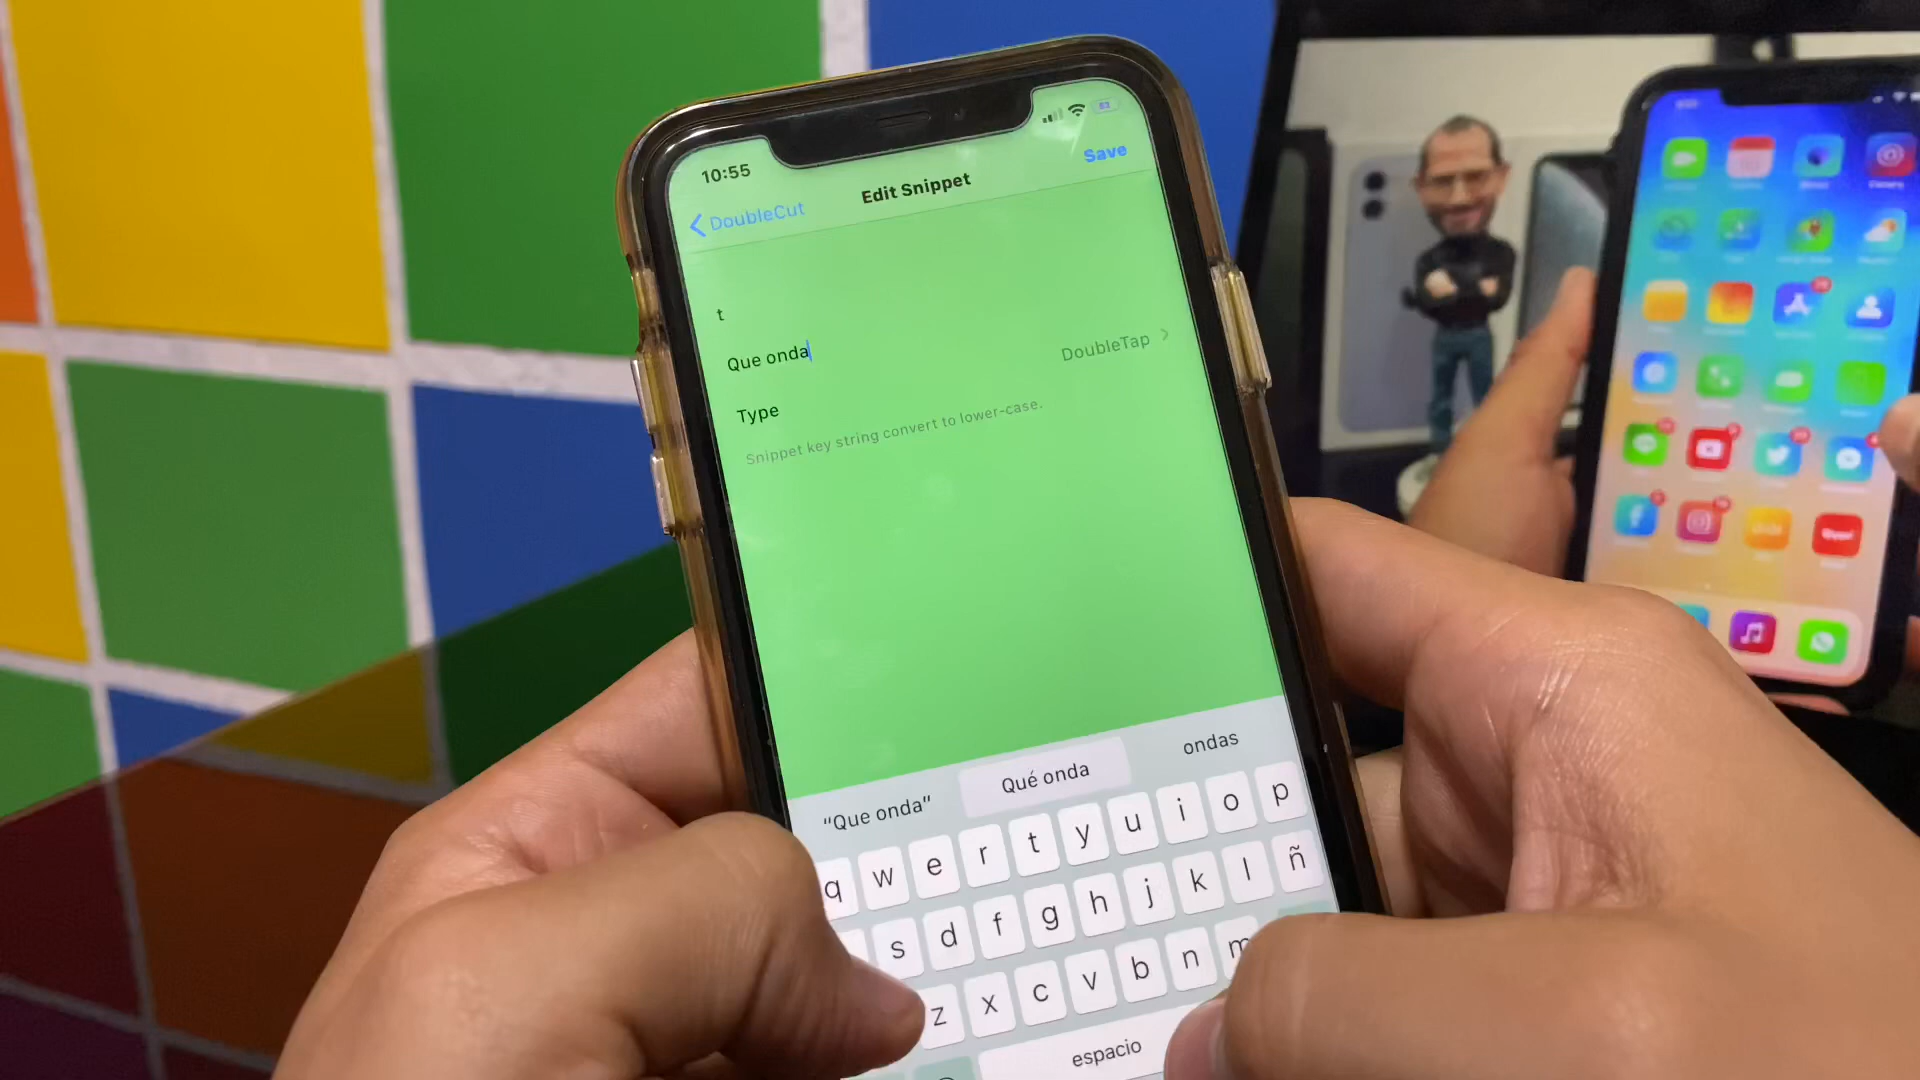 10:55
Save
DoubleCut
Edit Snippet
t
Que onda
DoubleTap
Type
Snippet key string convert to lower-case.
"Que onda"
Qué onda
ondas
q w e r t y u i o p
s d f g h j k l ñ
z x c v b n m
espacio